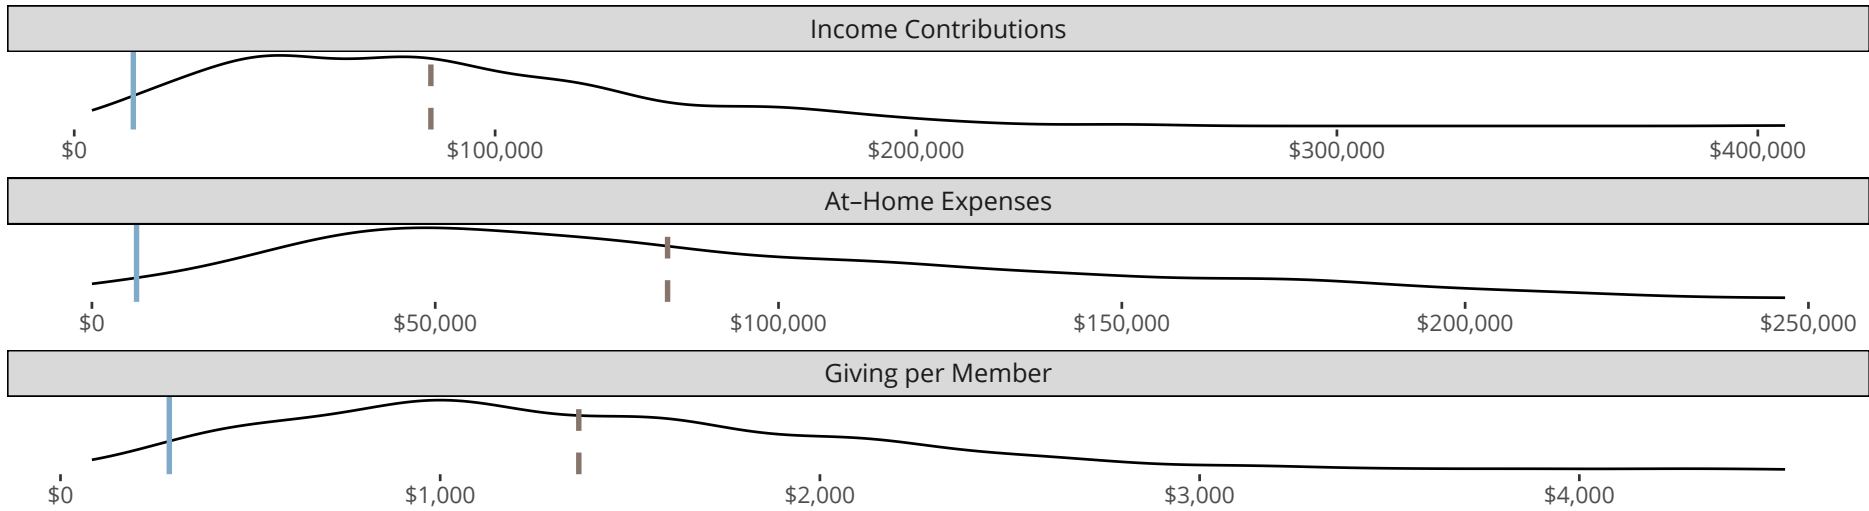 Income Contributions
$0 $100,000 $200,000 $300,000 $400,000
At–Home Expenses
$0 $50,000 $100,000 $150,000 $200,000 $250,000
Giving per Member
$0 $1,000 $2,000 $3,000 $4,000